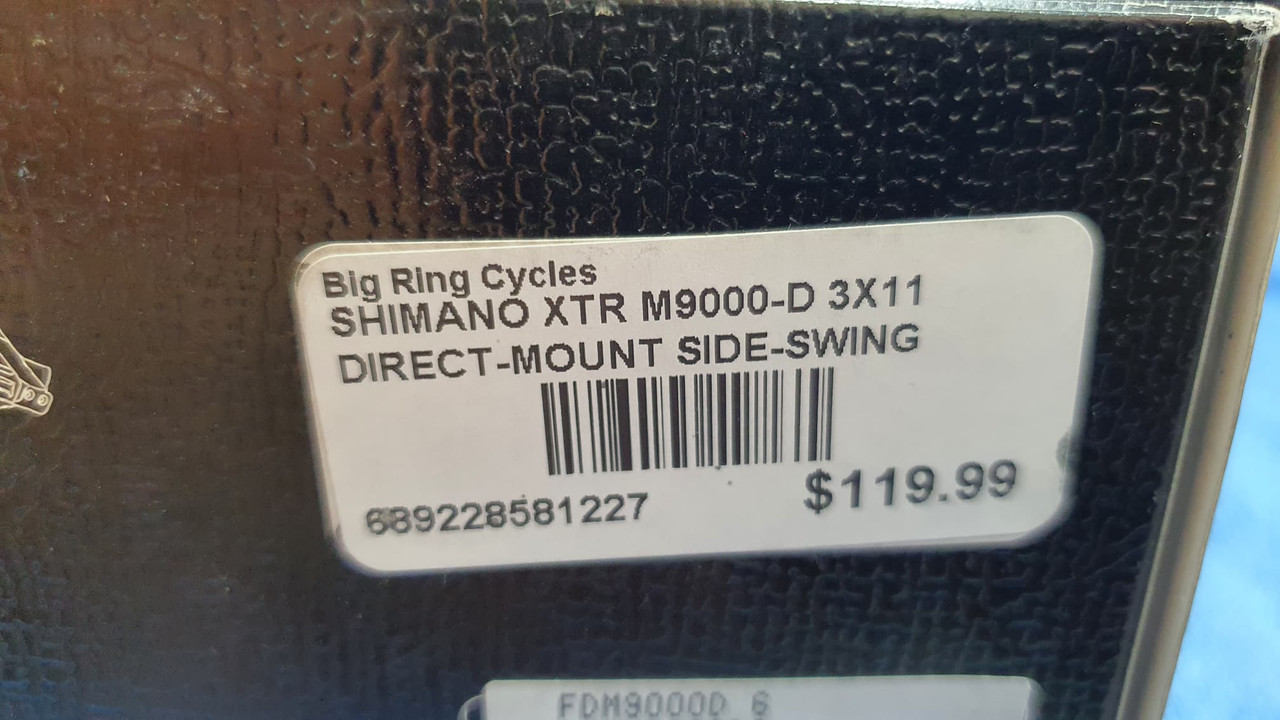 Big Ring Cycles
SHIMANO XTR M9000-D 3X11
DIRECT-MOUNT SIDE-SWING
689228581227
$119.99
FDM9000D 6